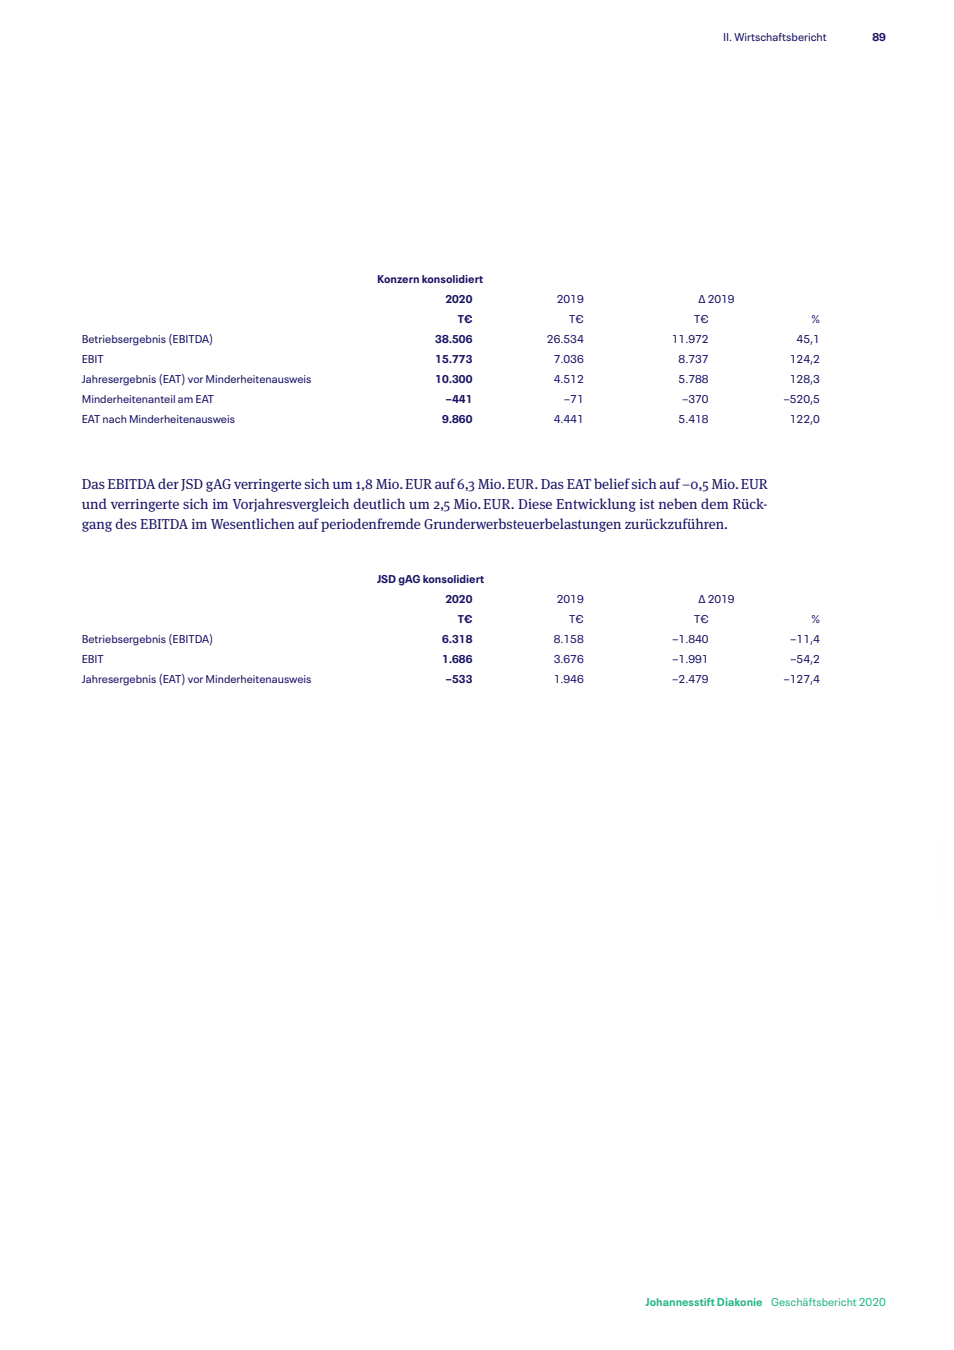 II. Wirtschaftsbericht 89
Konzern konsolidiert
2020 2019 Δ 2019
T€ T€ T€ %
Betriebsergebnis (EBITDA) 38.506 26.534 11.972 45,1
EBIT 15.773 7.036 8.737 124,2
Jahresergebnis (EAT) vor Minderheitenausweis 10.300 4.512 5.788 128,3
Minderheitenanteil am EAT –441 –71 –370 –520,5
EAT nach Minderheitenausweis 9.860 4.441 5.418 122,0
Das EBITDA der JSD gAG verringerte sich um 1,8 Mio. EUR auf 6,3 Mio. EUR. Das EAT belief sich auf –0,5 Mio. EUR
und verringerte sich im Vorjahresvergleich deutlich um 2,5 Mio. EUR. Diese Entwicklung ist neben dem Rück-
gang des EBITDA im Wesentlichen auf periodenfremde Grunderwerbsteuerbelastungen zurückzuführen.
JSD gAG konsolidiert
2020 2019 Δ 2019
T€ T€ T€ %
Betriebsergebnis (EBITDA) 6.318 8.158 –1.840 –11,4
EBIT 1.686 3.676 –1.991 –54,2
Jahresergebnis (EAT) vor Minderheitenausweis –533 1.946 –2.479 –127,4
Johannesstift Diakonie Geschäftsbericht 2020